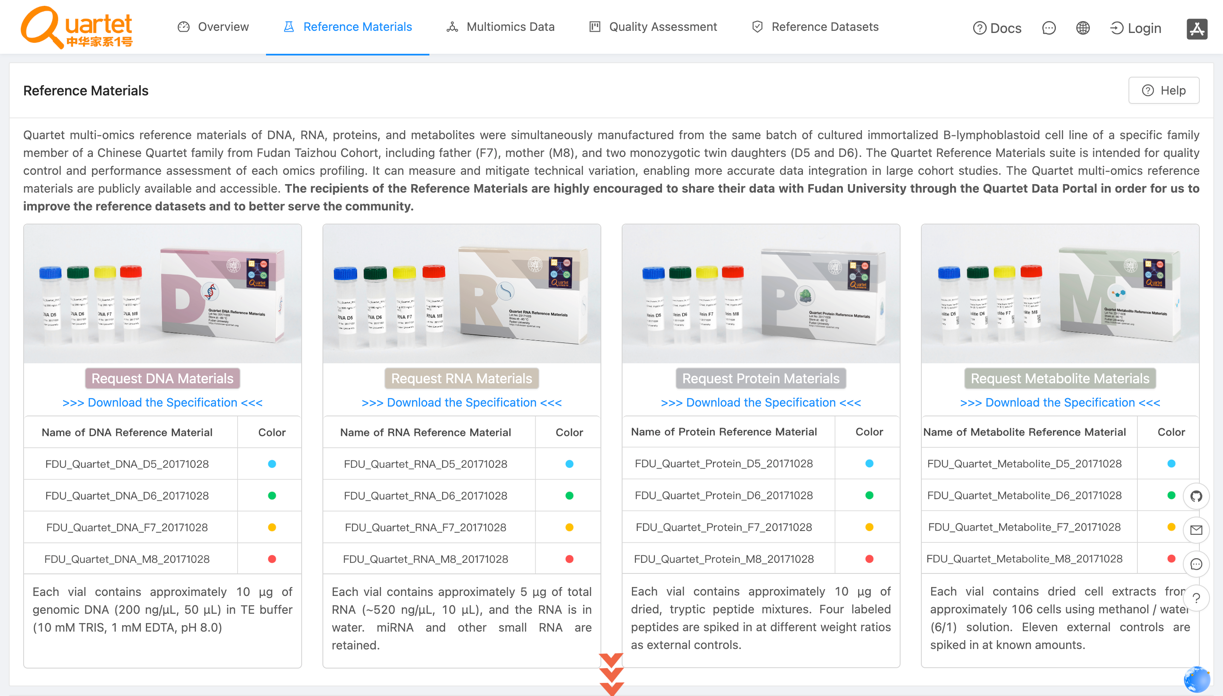 Quartet
中华家系1号
Overview
Reference Materials
Multiomics Data
Quality Assessment
Reference Datasets
Docs
Login
Reference Materials
Help
Quartet multi-omics reference materials of DNA, RNA, proteins, and metabolites were simultaneously manufactured from the same batch of cultured immortalized B-lymphoblastoid cell line of a specific family
member of a Chinese Quartet family from Fudan Taizhou Cohort, including father (F7), mother (M8), and two monozygotic twin daughters (D5 and D6). The Quartet Reference Materials suite is intended for quality
control and performance assessment of each omics profiling. It can measure and mitigate technical variation, enabling more accurate data integration in large cohort studies. The Quartet multi-omics reference
materials are publicly available and accessible. The recipients of the Reference Materials are highly encouraged to share their data with Fudan University through the Quartet Data Portal in order for us to
improve the reference datasets and to better serve the community.
D
Quartet DNA Reference Materials
Request DNA Materials
>>> Download the Specification <<<
Name of DNA Reference Material Color
FDU_Quartet_DNA_D5_20171028
FDU_Quartet_DNA_D6_20171028
FDU_Quartet_DNA_F7_20171028
FDU_Quartet_DNA_M8_20171028
Each vial contains approximately 10 μg of
genomic DNA (200 ng/μL, 50 μL) in TE buffer
(10 mM TRIS, 1 mM EDTA, pH 8.0)
R
Quartet RNA Reference Materials
Request RNA Materials
>>> Download the Specification <<<
Name of RNA Reference Material Color
FDU_Quartet_RNA_D5_20171028
FDU_Quartet_RNA_D6_20171028
FDU_Quartet_RNA_F7_20171028
FDU_Quartet_RNA_M8_20171028
Each vial contains approximately 5 μg of total
RNA (~520 ng/μL, 10 μL), and the RNA is in
water. miRNA and other small RNA are
retained.
P
Quartet Protein Reference Materials
Request Protein Materials
>>> Download the Specification <<<
Name of Protein Reference Material Color
FDU_Quartet_Protein_D5_20171028
FDU_Quartet_Protein_D6_20171028
FDU_Quartet_Protein_F7_20171028
FDU_Quartet_Protein_M8_20171028
Each vial contains approximately 10 μg of
dried, tryptic peptide mixtures. Four labeled
peptides are spiked in at different weight ratios
as external controls.
M
Quartet Metabolite Reference Materials
Request Metabolite Materials
>>> Download the Specification <<<
Name of Metabolite Reference Material Color
FDU_Quartet_Metabolite_D5_20171028
FDU_Quartet_Metabolite_D6_20171028
FDU_Quartet_Metabolite_F7_20171028
FDU_Quartet_Metabolite_M8_20171028
Each vial contains dried cell extracts from
approximately 106 cells using methanol / water
(6/1) solution. Eleven external controls are
spiked in at known amounts.